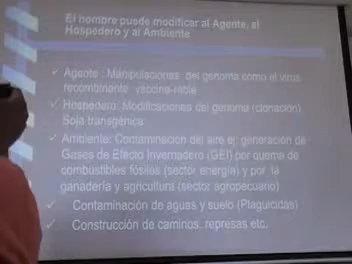 El hombre puede modificar al Agente, al
Hospedero y al Ambiente
Agente : Manipulaciones del genoma como el virus
recombinante vaccina-rabia
Hospedero: Modificaciones del genoma (clonación)
Soja transgénica
Ambiente: Contaminacion del aire ej: generación de
Gases de Efecto Invernadero (GEI) por quema de
combustibles fósiles (sector energía) y por la
ganadería y agricultura (sector agropecuario)
Contaminación de aguas y suelo (Plaguicidas)
Construcción de caminos, represas etc.